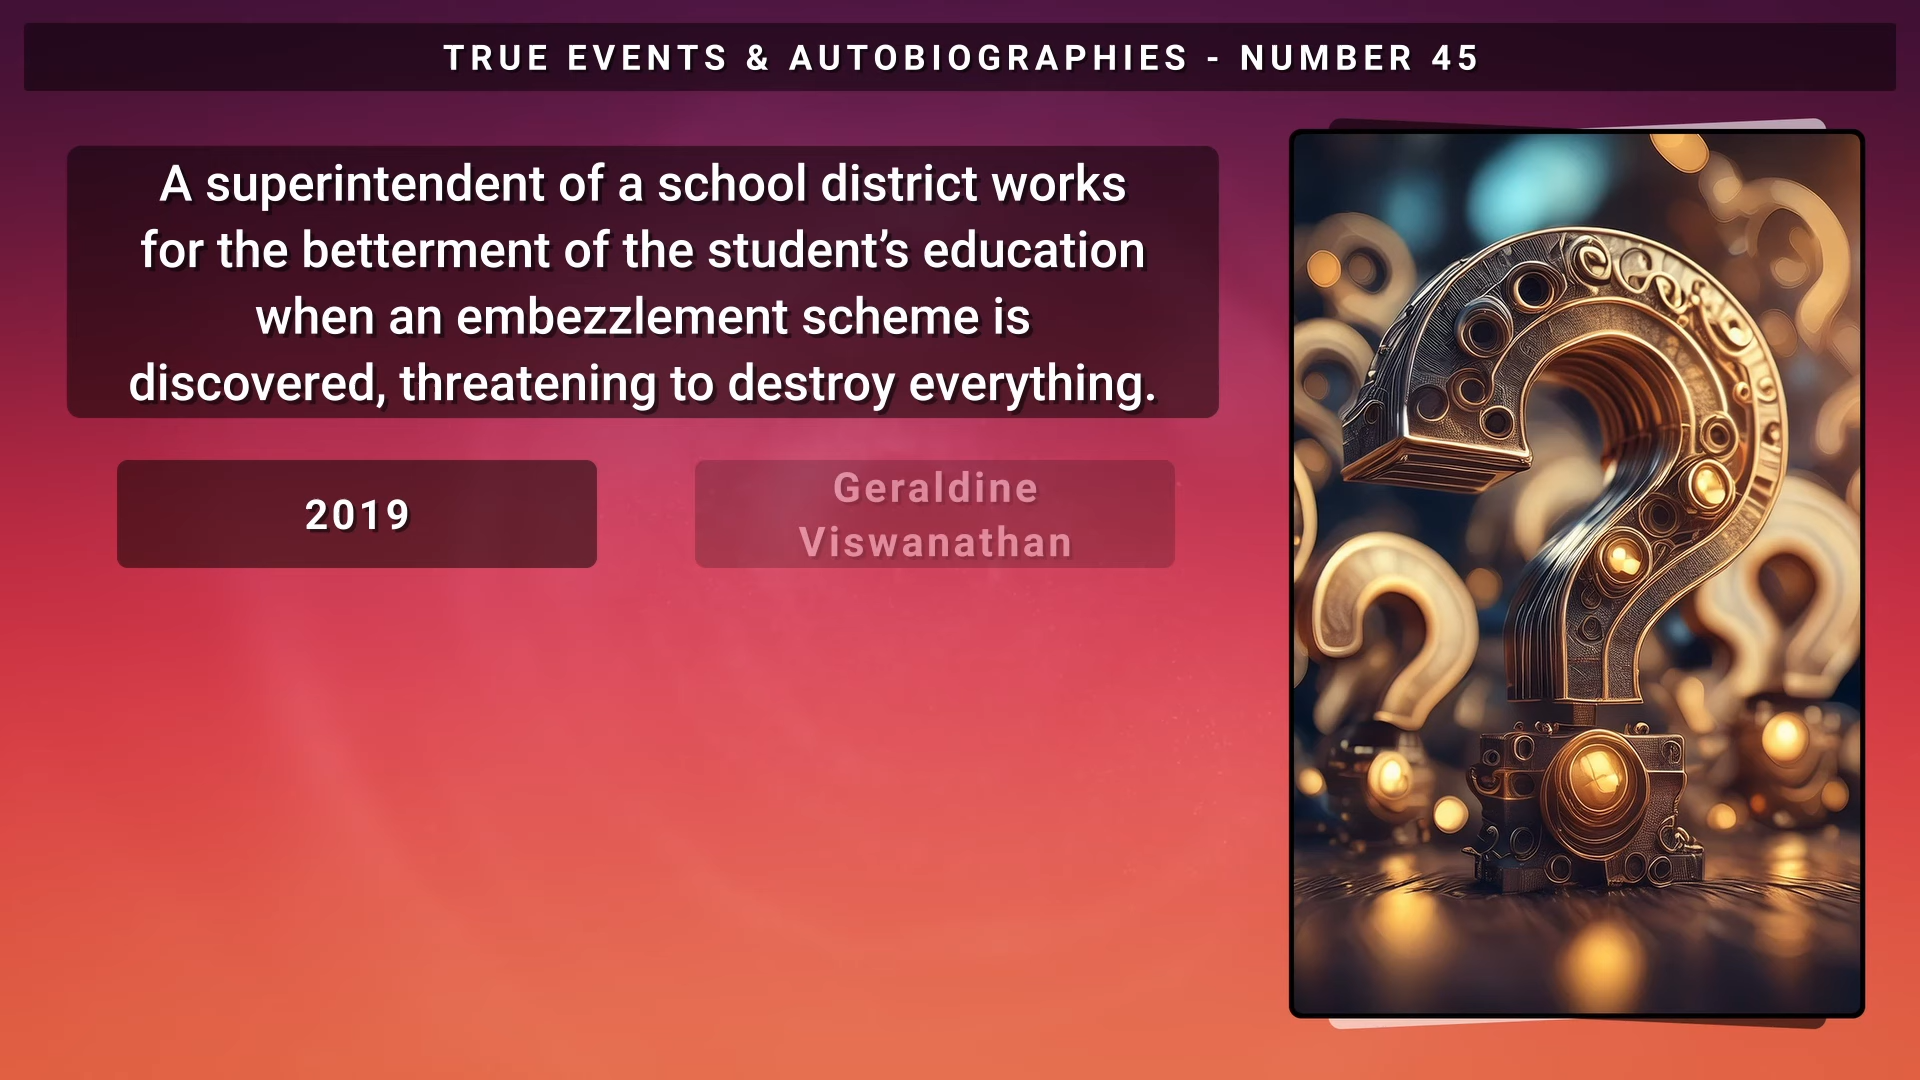 TRUE EVENTS & AUTOBIOGRAPHIES - NUMBER 45
A superintendent of a school district works
for the betterment of the student’s education
when an embezzlement scheme is
discovered, threatening to destroy everything.
2019
Geraldine
Viswanathan